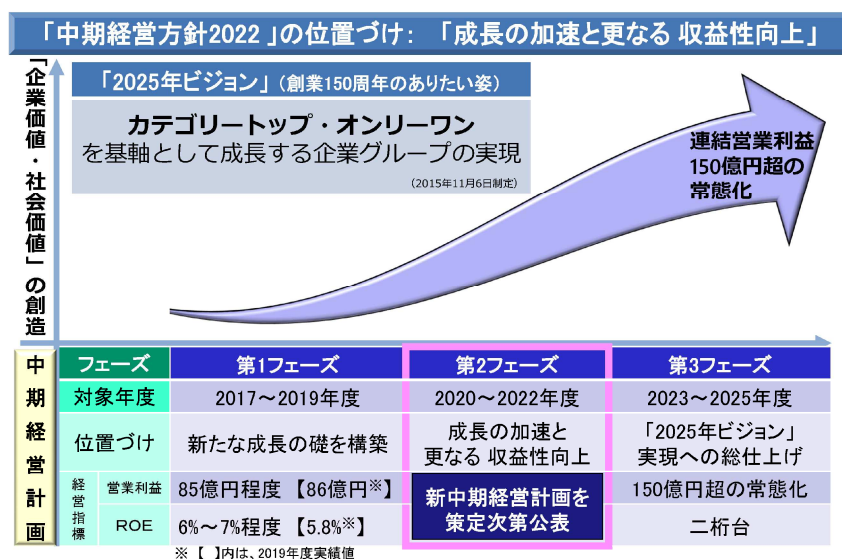 「中期経営方針2022 」の位置づけ： 「成長の加速と更なる 収益性向上」
「企業価値・社会価値」の創造
「2025年ビジョン」（創業150周年のありたい姿）
カテゴリートップ・オンリーワン
を基軸として成長する企業グループの実現
（2015年11月6日制定）
連結営業利益
150億円超の
常態化
中期経営計画
フェーズ 第1フェーズ 第2フェーズ 第3フェーズ
対象年度 2017～2019年度 2020～2022年度 2023～2025年度
位置づけ 新たな成長の礎を構築
成長の加速と
更なる 収益性向上
「2025年ビジョン」
実現への総仕上げ
経営指標
営業利益 85億円程度 【86億円※】
ROE 6%～7%程度 【5.8%※】
新中期経営計画を
策定次第公表
150億円超の常態化
二桁台
※ 【 】内は、2019年度実績値